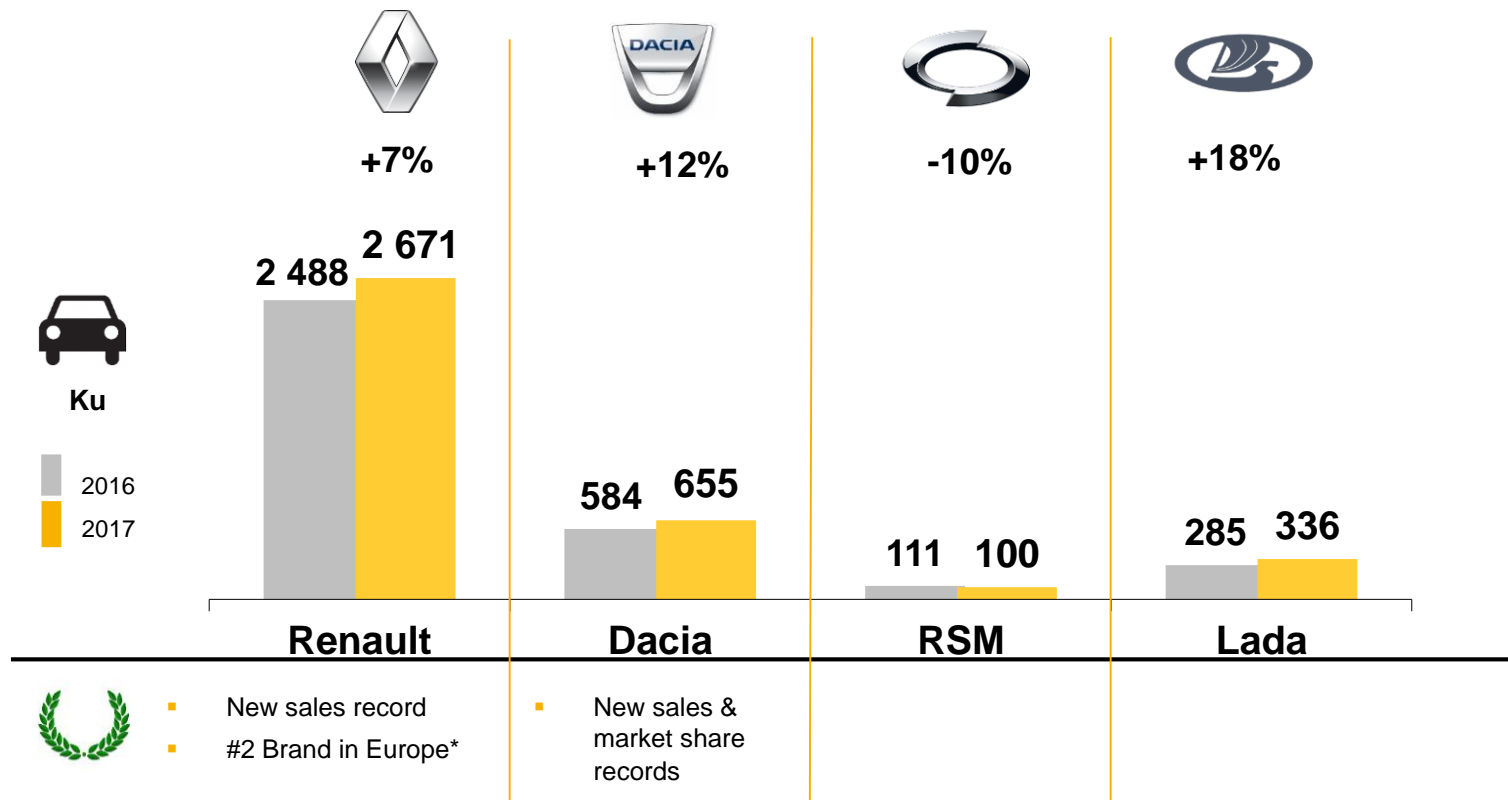 DACIA
+7%
+12%
-10%
+18%
2 488
2 671
584
655
111
100
285
336
Ku
2016
2017
Renault
Dacia
RSM
Lada
▪ New sales record
▪ #2 Brand in Europe*
▪ New sales &
market share
records